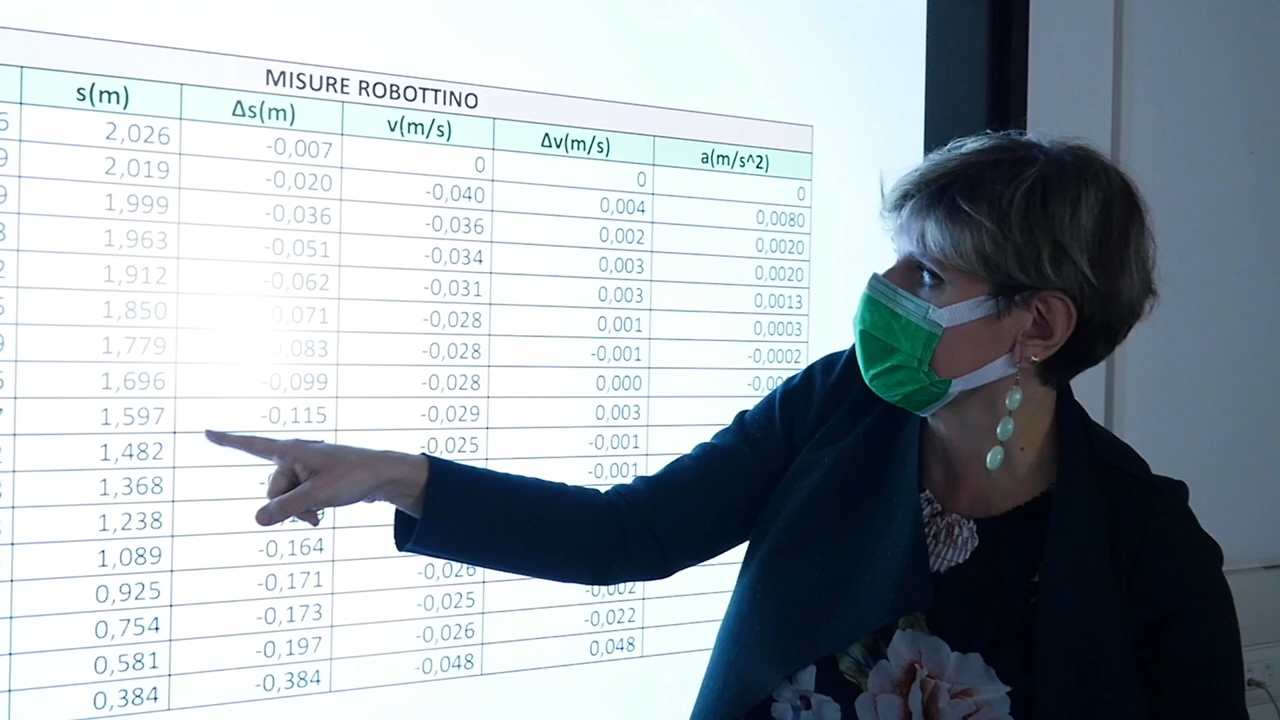 MISURE ROBOTTINO
s(m) Δs(m) v(m/s) Δv(m/s) a(m/s^2)
2,026 -0,007 0 0 0
2,019 -0,020 -0,040 0,004 0,0080
1,999 -0,036 -0,036 0,002 0,0020
1,963 -0,051 -0,034 0,003 0,0020
1,912 -0,062 -0,031 0,003 0,0013
1,850 0,071 -0,028 0,001 0,0003
1,779 0,083 -0,028 -0,001 -0,0002
1,696 -0,099 -0,028 0,000
1,597 -0,115 -0,029 0,003
1,482 -0,025 -0,001
1,368 -0,001
1,238
1,089 -0,164
0,925 -0,171 -0,026
0,754 -0,173 -0,025 -0,002
0,581 -0,197 -0,026 -0,022
0,384 -0,384 -0,048 0,048